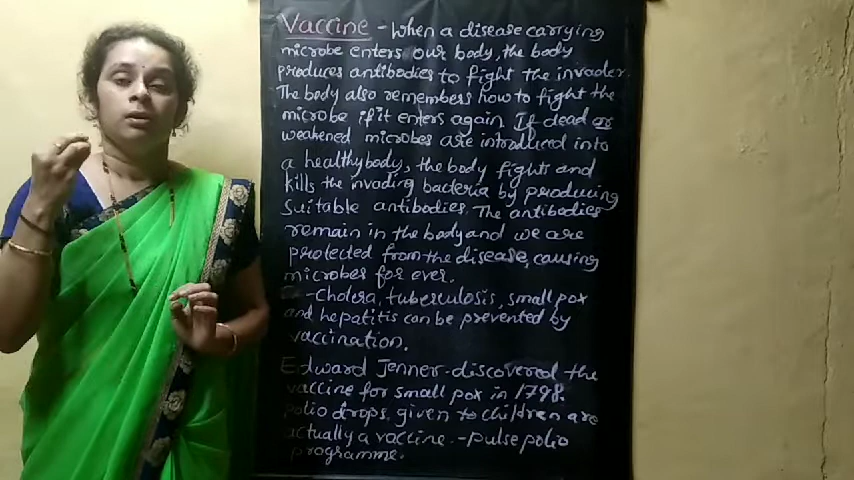 Vaccine - When a disease carrying
microbe enters our body, the body
produces antibodies to fight the invader.
The body also remembers how to fight the
microbe if it enters again. If dead or
weakened microbes are introduced into
a healthy body, the body fights and
kills the invading bacteria by producing
suitable antibodies. The antibodies
remain in the body and we are
protected from the disease, causing
microbes for ever.
- Cholera, tuberculosis, small pox
and hepatitis can be prevented by
vaccination.
Edward Jenner - discovered the
vaccine for small pox in 1798.
Polio drops given to children are
actually a vaccine. - pulse polio
programme.